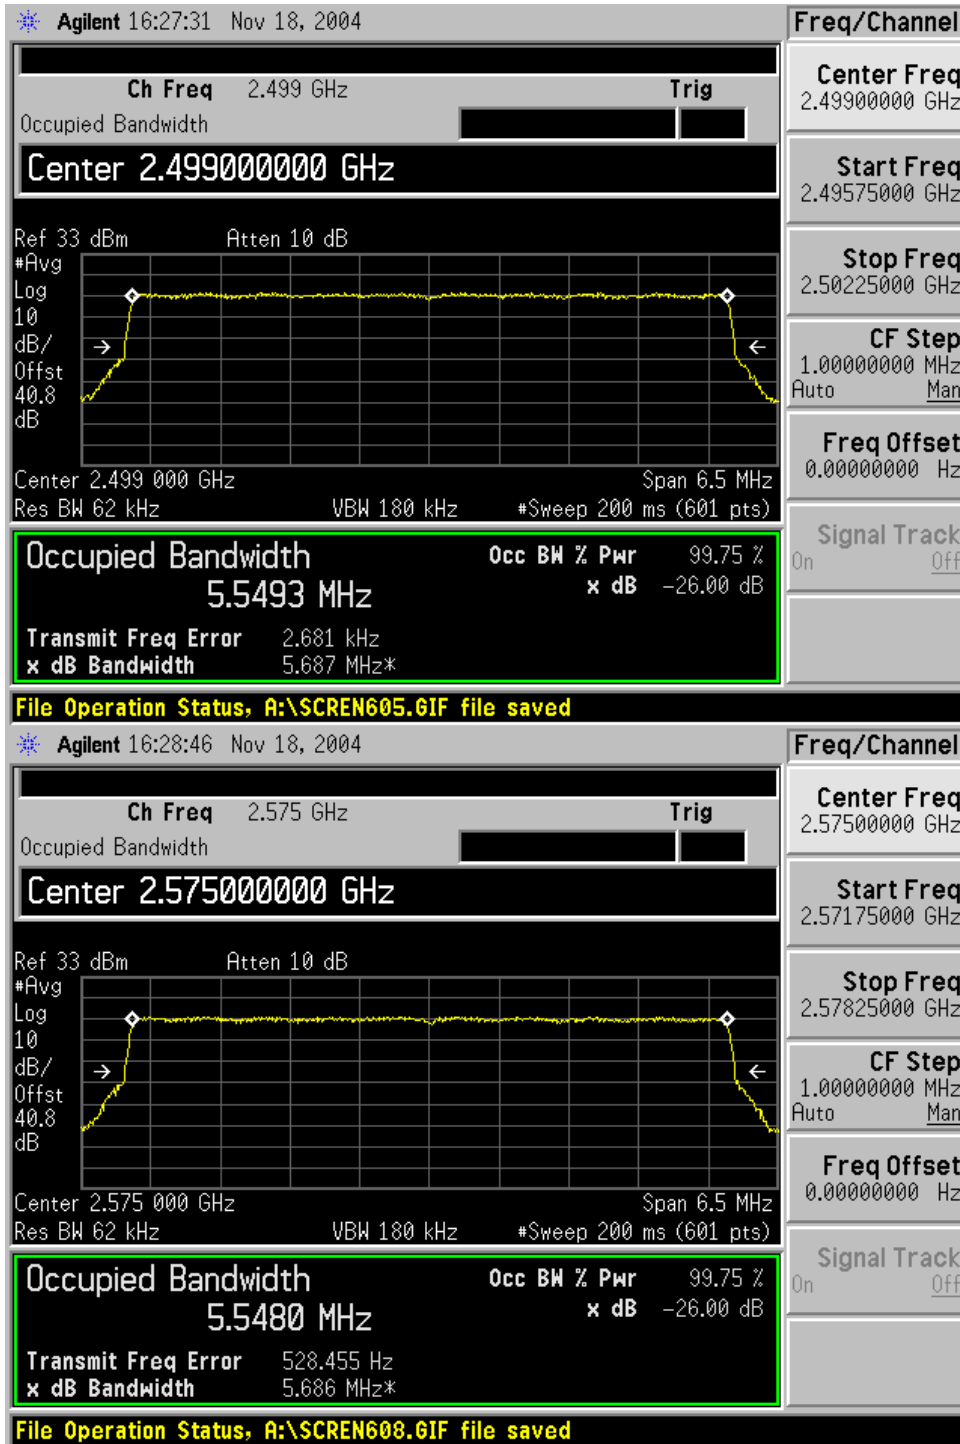 Agilent 16:27:31 Nov 18, 2004
Freq/Channel
Ch Freq 2.499 GHz Trig
Occupied Bandwidth
Center 2.499000000 GHz
Ref 33 dBm Atten 10 dB
#Avg
Log
10
dB/
Offst
40.8
dB
Center 2.499 000 GHz Span 6.5 MHz
Res BW 62 kHz VBW 180 kHz #Sweep 200 ms (601 pts)
Occupied Bandwidth Occ BW % Pwr 99.75 %
5.5493 MHz x dB -26.00 dB
Transmit Freq Error 2.681 kHz
x dB Bandwidth 5.687 MHz*
File Operation Status, A:\SCREN605.GIF file saved
Center Freq
2.49900000 GHz
Start Freq
2.49575000 GHz
Stop Freq
2.50225000 GHz
CF Step
1.00000000 MHz
Auto Man
Freq Offset
0.00000000 Hz
Signal Track
On Off
Agilent 16:28:46 Nov 18, 2004
Freq/Channel
Ch Freq 2.575 GHz Trig
Occupied Bandwidth
Center 2.575000000 GHz
Ref 33 dBm Atten 10 dB
#Avg
Log
10
dB/
Offst
40.8
dB
Center 2.575 000 GHz Span 6.5 MHz
Res BW 62 kHz VBW 180 kHz #Sweep 200 ms (601 pts)
Occupied Bandwidth Occ BW % Pwr 99.75 %
5.5480 MHz x dB -26.00 dB
Transmit Freq Error 528.455 Hz
x dB Bandwidth 5.686 MHz*
File Operation Status, A:\SCREN608.GIF file saved
Center Freq
2.57500000 GHz
Start Freq
2.57175000 GHz
Stop Freq
2.57825000 GHz
CF Step
1.00000000 MHz
Auto Man
Freq Offset
0.00000000 Hz
Signal Track
On Off